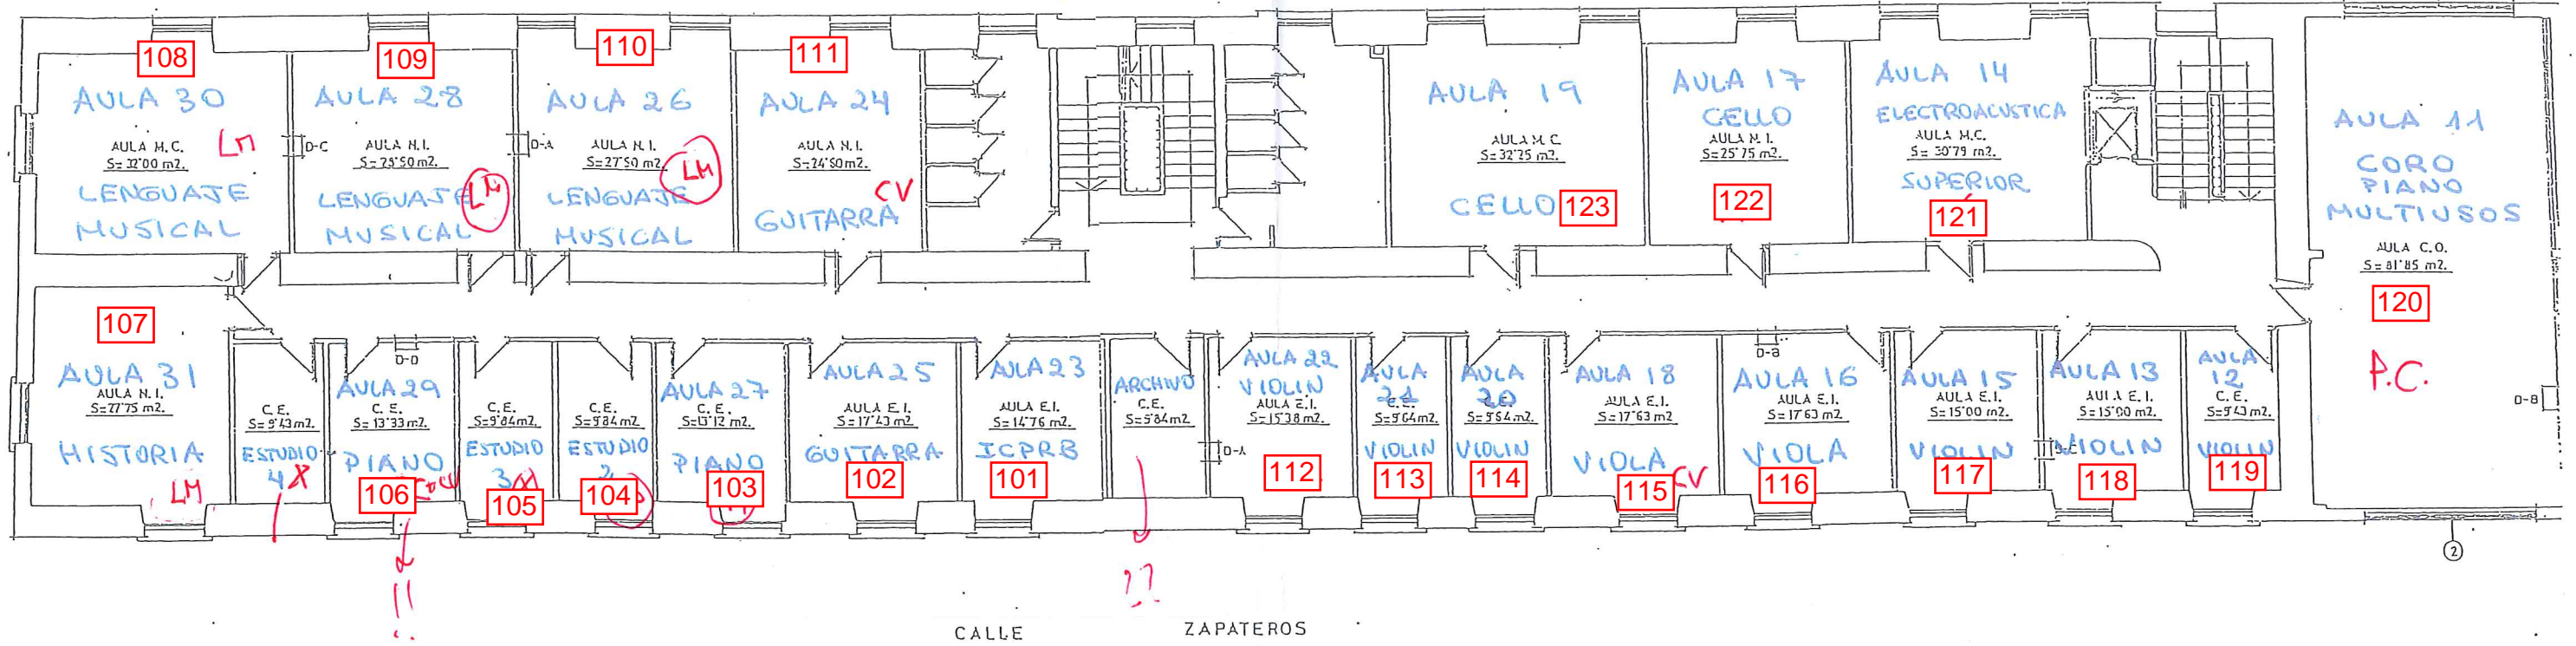 108
AULA 30
AULA M.C.
S=32'00 m2.
LM
LENGUAJE
MUSICAL
109
AULA 28
D-C
AULA N.I.
S=28'50 m2.
LENGUAJE
LM
MUSICAL
110
AULA 26
D-A
AULA N.I.
S=27'50 m2.
LM
LENGUAJE
MUSICAL
111
AULA 24
AULA N.I.
S=24'50 m2.
CV
GUITARRA
AULA 19
AULA M.C.
S=32'25 m2.
CELLO
123
AULA 17
CELLO
AULA N.I.
S=25'75 m2.
122
AULA 14
ELECTROACUSTICA
AULA M.C.
S=30'79 m2.
SUPERIOR
121
AULA 11
CORO
PIANO
MULTIUSOS
AULA C.O.
S=81'85 m2.
120
P.C.
D-B
107
AULA 31
AULA N.I.
S=27'75 m2.
HISTORIA
LM
C.E.
S=9'43 m2.
ESTUDIO
4 X
D-D
AULA 29
C.E.
S=13'33 m2.
PIANO
106
!!
C.E.
S=9'84 m2.
ESTUDIO
3
105
C.E.
S=9'84 m2.
ESTUDIO
2
104
AULA 27
C.E.
S=13'12 m2.
PIANO
103
AULA 25
AULA E.I.
S=17'43 m2.
GUITARRA
102
AULA 23
AULA E.I.
S=14'76 m2.
ICPRB
101
ARCHIVO
C.E.
S=9'84 m2.
??
AULA 22
VIOLIN
AULA E.I.
S=15'38 m2.
D-A
112
AULA
21
C.E.
S=9'64 m2.
VIOLIN
113
AULA
20
C.E.
S=9'64 m2.
VIOLIN
114
AULA 18
AULA E.I.
S=17'63 m2.
VIOLA
115
CV
D-B
AULA 16
AULA E.I.
S=17'63 m2.
VIOLA
116
AULA 15
AULA E.I.
S=15'00 m2.
VIOLIN
117
AULA 13
AULA E.I.
S=15'00 m2.
VIOLIN
118
AULA
12
C.E.
S=9'43 m2.
VIOLIN
119
2
CALLE ZAPATEROS